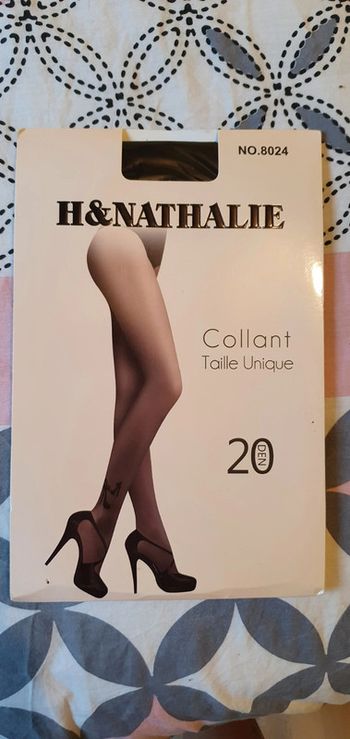 NO.8024
H&NATHALIE
Collant
Taille Unique
20 DEN